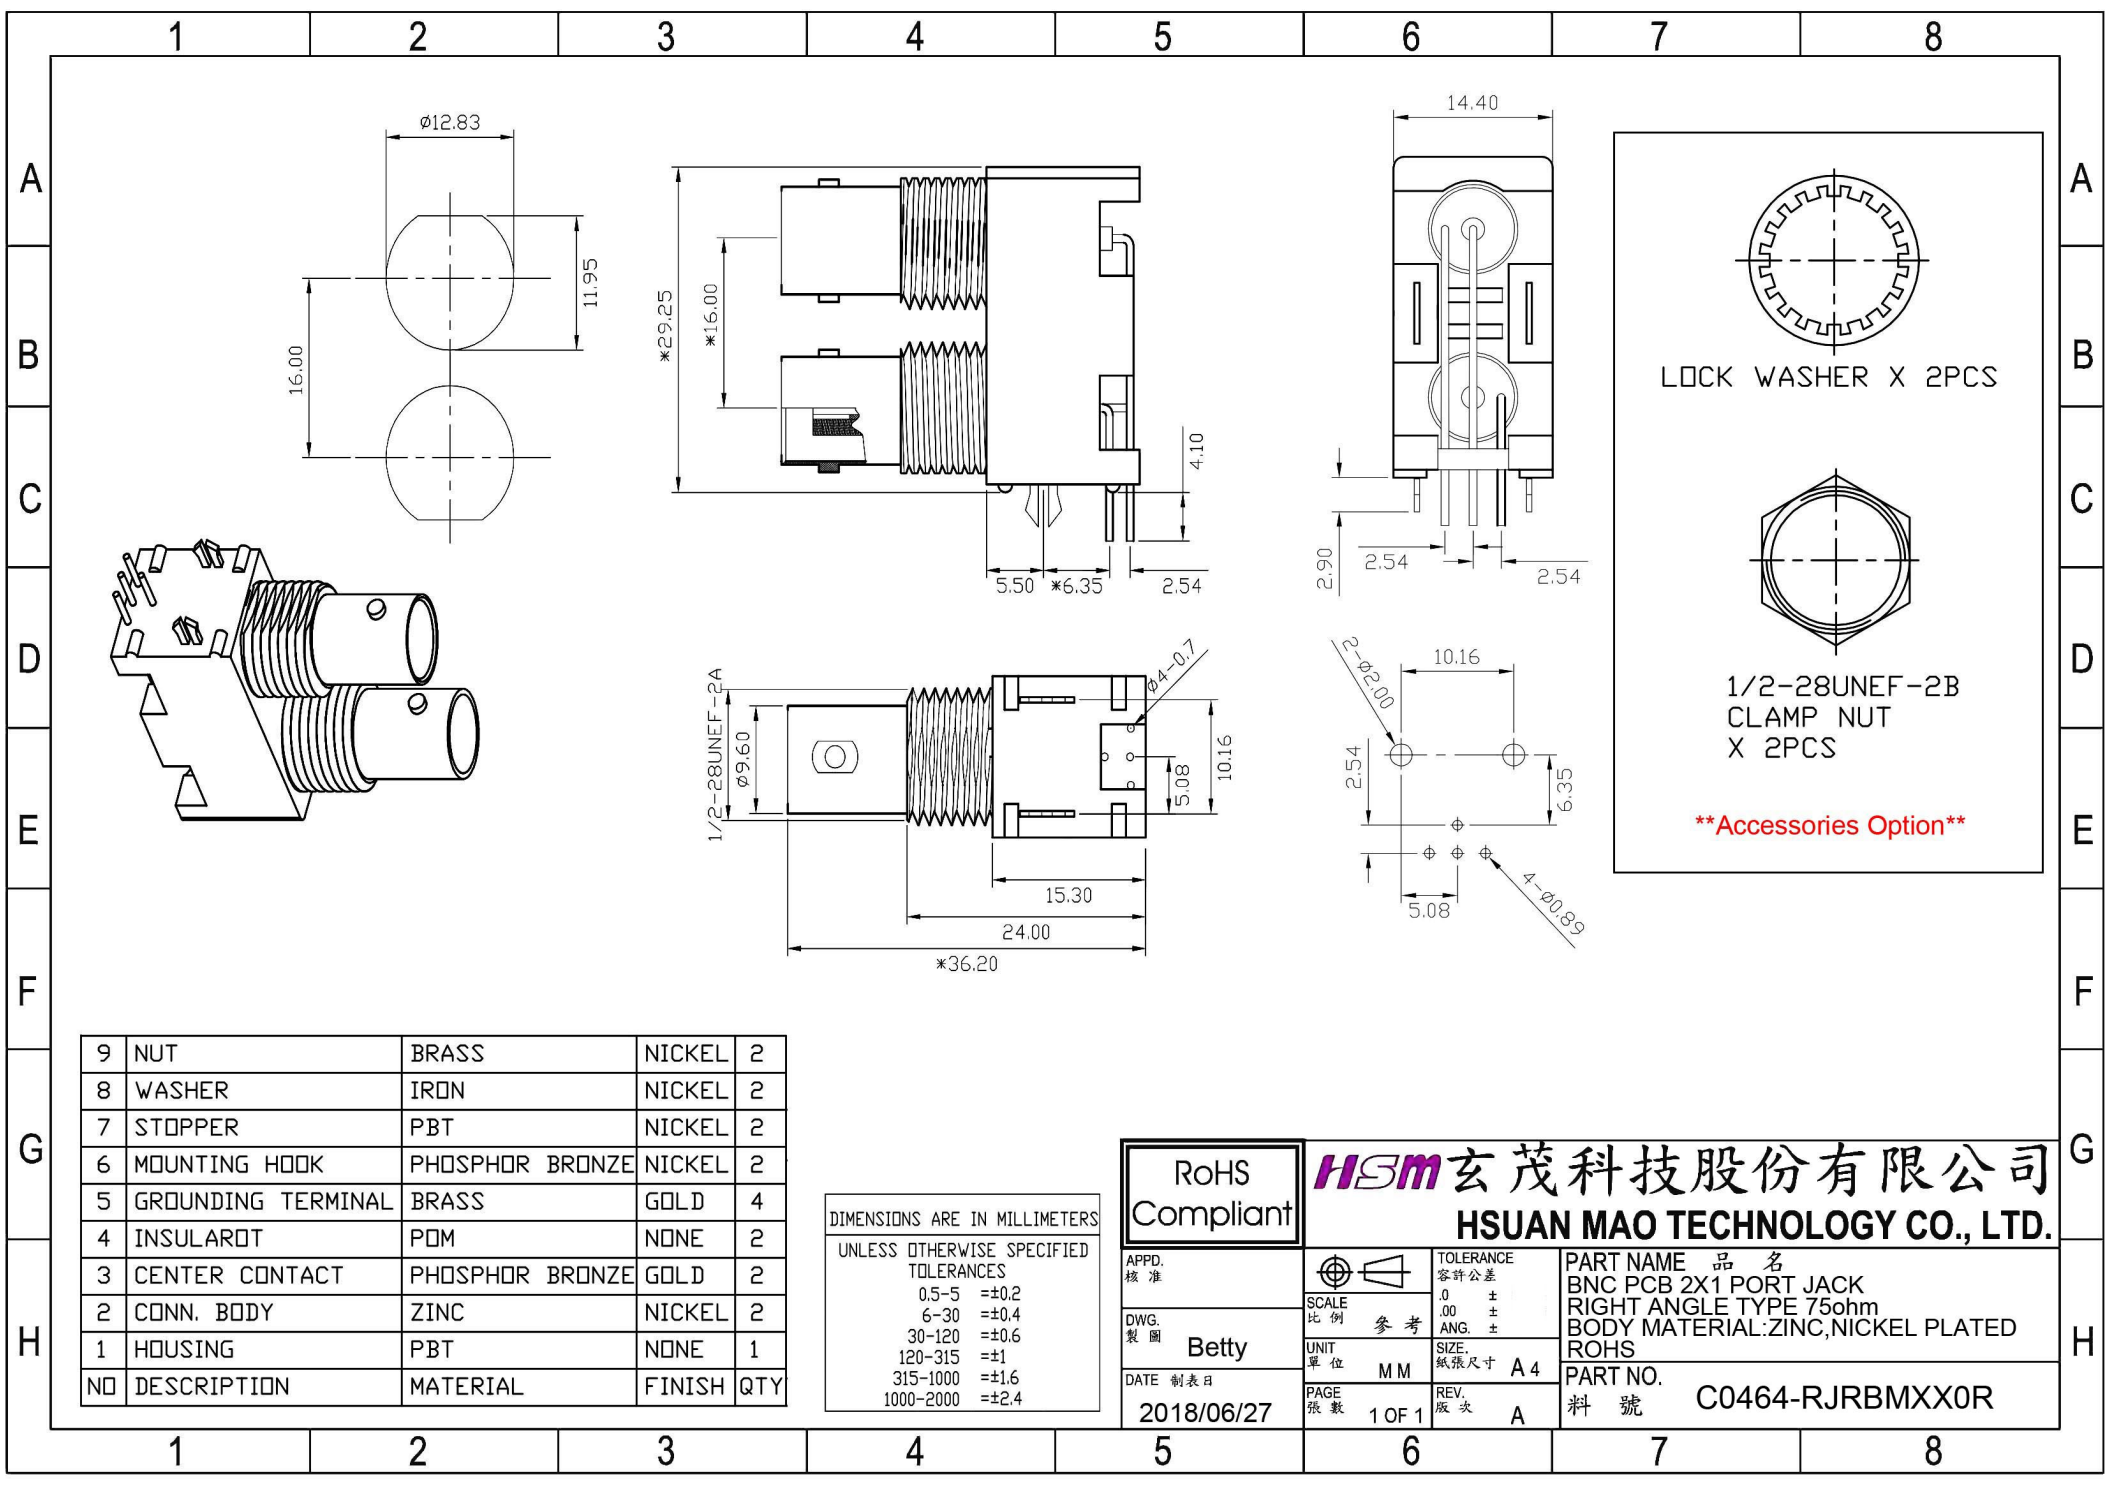 1 2 3 4 5 6 7 8
A A
B B
C C
D D
E E
F F
G G
H H
ø12.83
11.95
16.00
*29.25
*16.00
4.10
5.50 *6.35 2.54
14.40
2.90
2.54
2.54
LOCK WASHER X 2PCS
1/2-28UNEF-2B
CLAMP NUT
X 2PCS
**Accessories Option**
1/2-28UNEF-2A
ø9.60
ø4-0.7
5.08
10.16
15.30
24.00
*36.20
2-ø2.00
10.16
2.54
6.35
5.08
4-ø0.89
9 NUT BRASS NICKEL 2
8 WASHER IRON NICKEL 2
7 STOPPER PBT NICKEL 2
6 MOUNTING HOOK PHOSPHOR BRONZE NICKEL 2
5 GROUNDING TERMINAL BRASS GOLD 4
4 INSULAROT POM NONE 2
3 CENTER CONTACT PHOSPHOR BRONZE GOLD 2
2 CONN. BODY ZINC NICKEL 2
1 HOUSING PBT NONE 1
NO DESCRIPTION MATERIAL FINISH QTY
DIMENSIONS ARE IN MILLIMETERS
UNLESS OTHERWISE SPECIFIED
TOLERANCES
0.5-5 =±0.2
6-30 =±0.4
30-120 =±0.6
120-315 =±1
315-1000 =±1.6
1000-2000 =±2.4
RoHS
Compliant
HSM 玄茂科技股份有限公司
HSUAN MAO TECHNOLOGY CO., LTD.
APPD.
核 准
DWG.
製 圖 Betty
DATE 制表日
2018/06/27
SCALE
比 例 參 考
UNIT
單 位 MM
PAGE
張 數 1 OF 1
TOLERANCE
容許公差
.0 ±
.00 ±
ANG. ±
SIZE.
紙張尺寸 A4
REV.
版 次 A
PART NAME 品 名
BNC PCB 2X1 PORT JACK
RIGHT ANGLE TYPE 75ohm
BODY MATERIAL:ZINC,NICKEL PLATED
ROHS
PART NO.
料 號 C0464-RJRBMXX0R
1 2 3 4 5 6 7 8